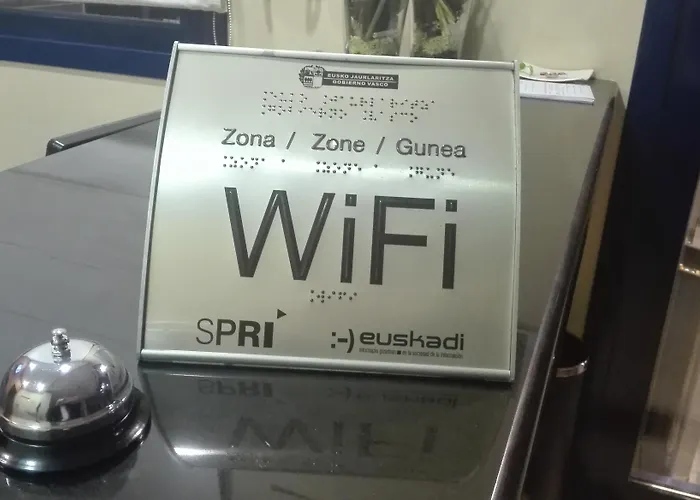 EUSKO JAURLARITZA
GOBIERNO VASCO
Zona / Zone / Gunea
WiFi
SPRI
:-) euskadi